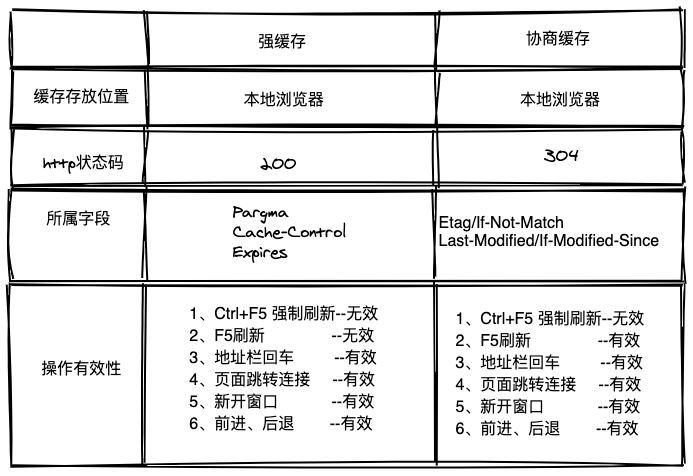 强缓存
协商缓存
缓存存放位置
本地浏览器
本地浏览器
http状态码
200
304
所属字段
Pargma
Cache-Control
Expires
Etag/If-Not-Match
Last-Modified/If-Modified-Since
操作有效性
1、Ctrl+F5 强制刷新--无效
2、F5刷新 --无效
3、地址栏回车 --有效
4、页面跳转连接 --有效
5、新开窗口 --有效
6、前进、后退 --有效
1、Ctrl+F5 强制刷新--无效
2、F5刷新 --有效
3、地址栏回车 --有效
4、页面跳转连接 --有效
5、新开窗口 --有效
6、前进、后退 --有效